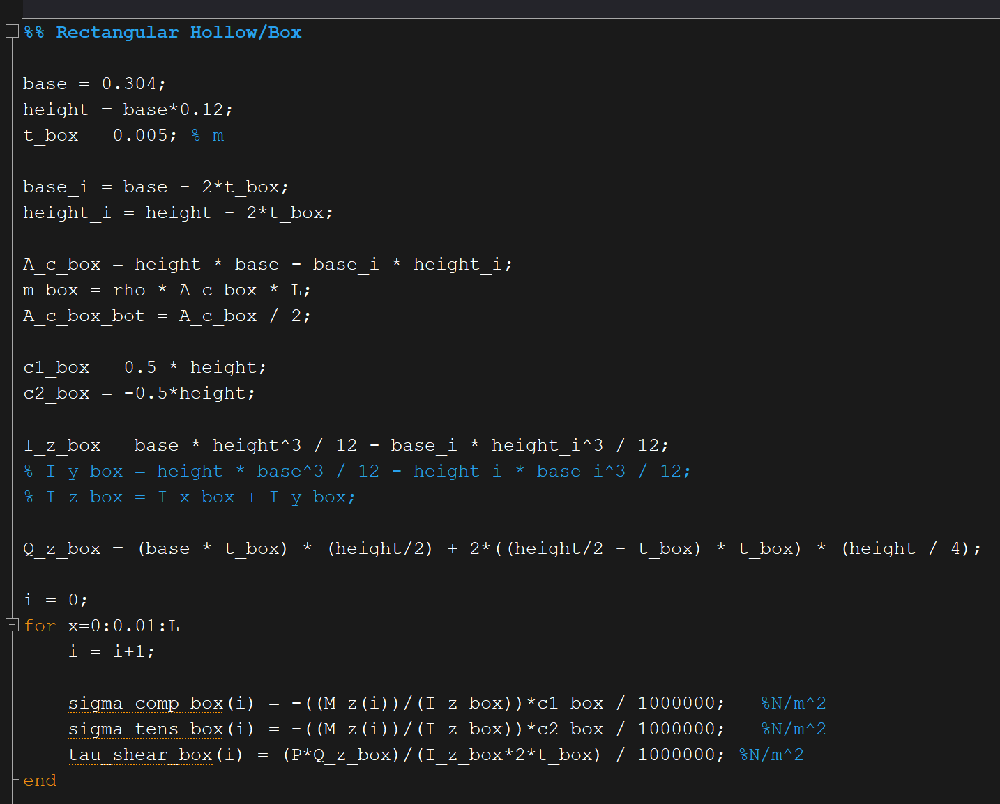 %% Rectangular Hollow/Box
base = 0.304;
height = base*0.12;
t_box = 0.005; % m
base_i = base - 2*t_box;
height_i = height - 2*t_box;
A_c_box = height * base - base_i * height_i;
m_box = rho * A_c_box * L;
A_c_box_bot = A_c_box / 2;
c1_box = 0.5 * height;
c2_box = -0.5*height;
I_z_box = base * height^3 / 12 - base_i * height_i^3 / 12;
% I_y_box = height * base^3 / 12 - height_i * base_i^3 / 12;
% I_z_box = I_x_box + I_y_box;
Q_z_box = (base * t_box) * (height/2) + 2*((height/2 - t_box) * t_box) * (height / 4);
i = 0;
for x=0:0.01:L
    i = i+1;
    sigma_comp_box(i) = -((M_z(i))/(I_z_box))*c1_box / 1000000;   %N/m^2
    sigma_tens_box(i) = -((M_z(i))/(I_z_box))*c2_box / 1000000;   %N/m^2
    tau_shear_box(i) = (P*Q_z_box)/(I_z_box*2*t_box) / 1000000; %N/m^2
end